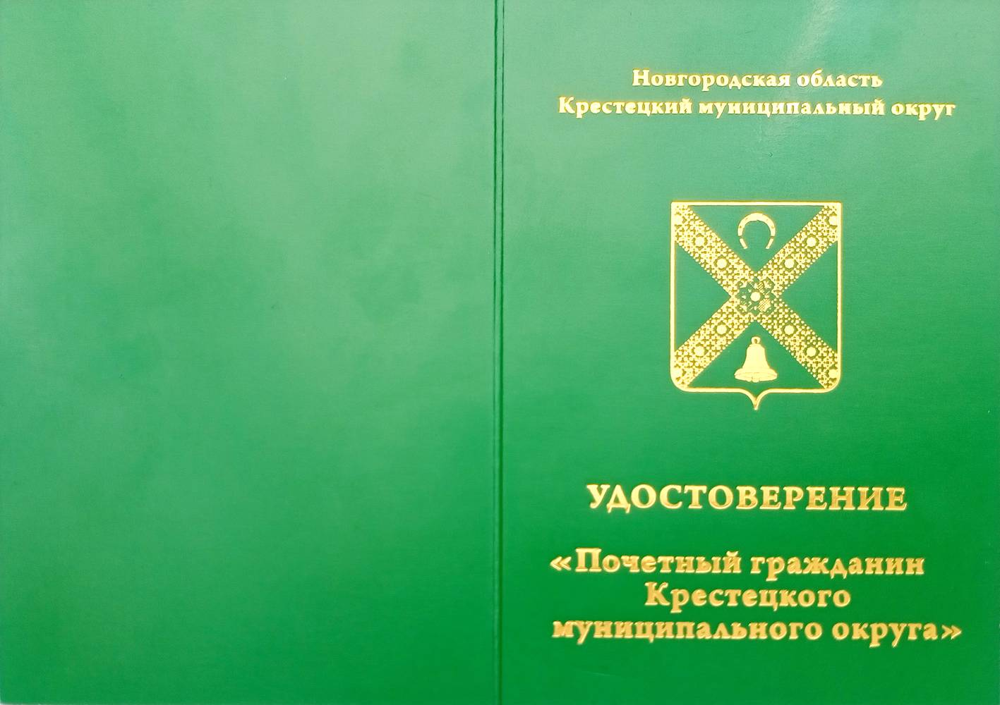 Новгородская область
Крестецкий муниципальный округ
УДОСТОВЕРЕНИЕ
«Почетный гражданин
Крестецкого
муниципального округа»